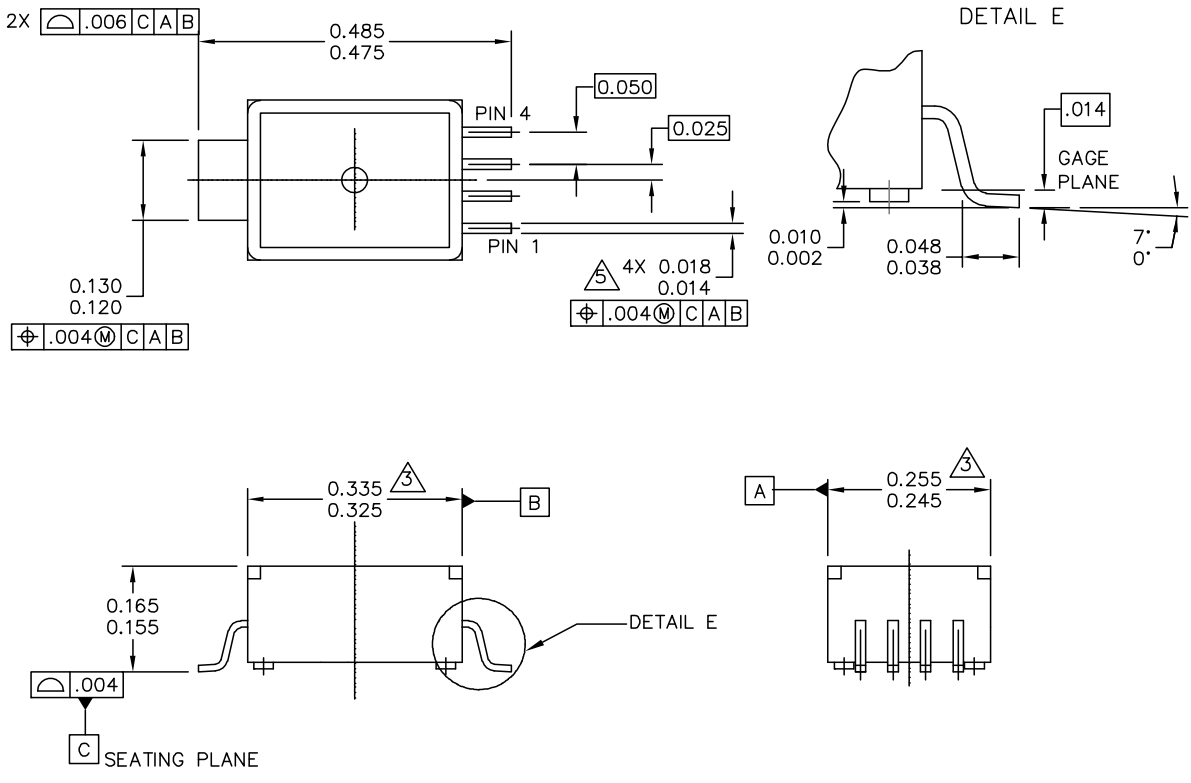 2X ⌓ .006 C A B
0.485
0.475
DETAIL E
0.050
PIN 4
0.025
.014
GAGE
PLANE
PIN 1
0.130
0.120
⌖ .004 Ⓜ C A B
5 4X 0.018
0.014
⌖ .004 Ⓜ C A B
0.010
0.002
0.048
0.038
7°
0°
0.335
0.325
3
B
A
0.255
0.245
3
0.165
0.155
DETAIL E
⌓ .004
C SEATING PLANE